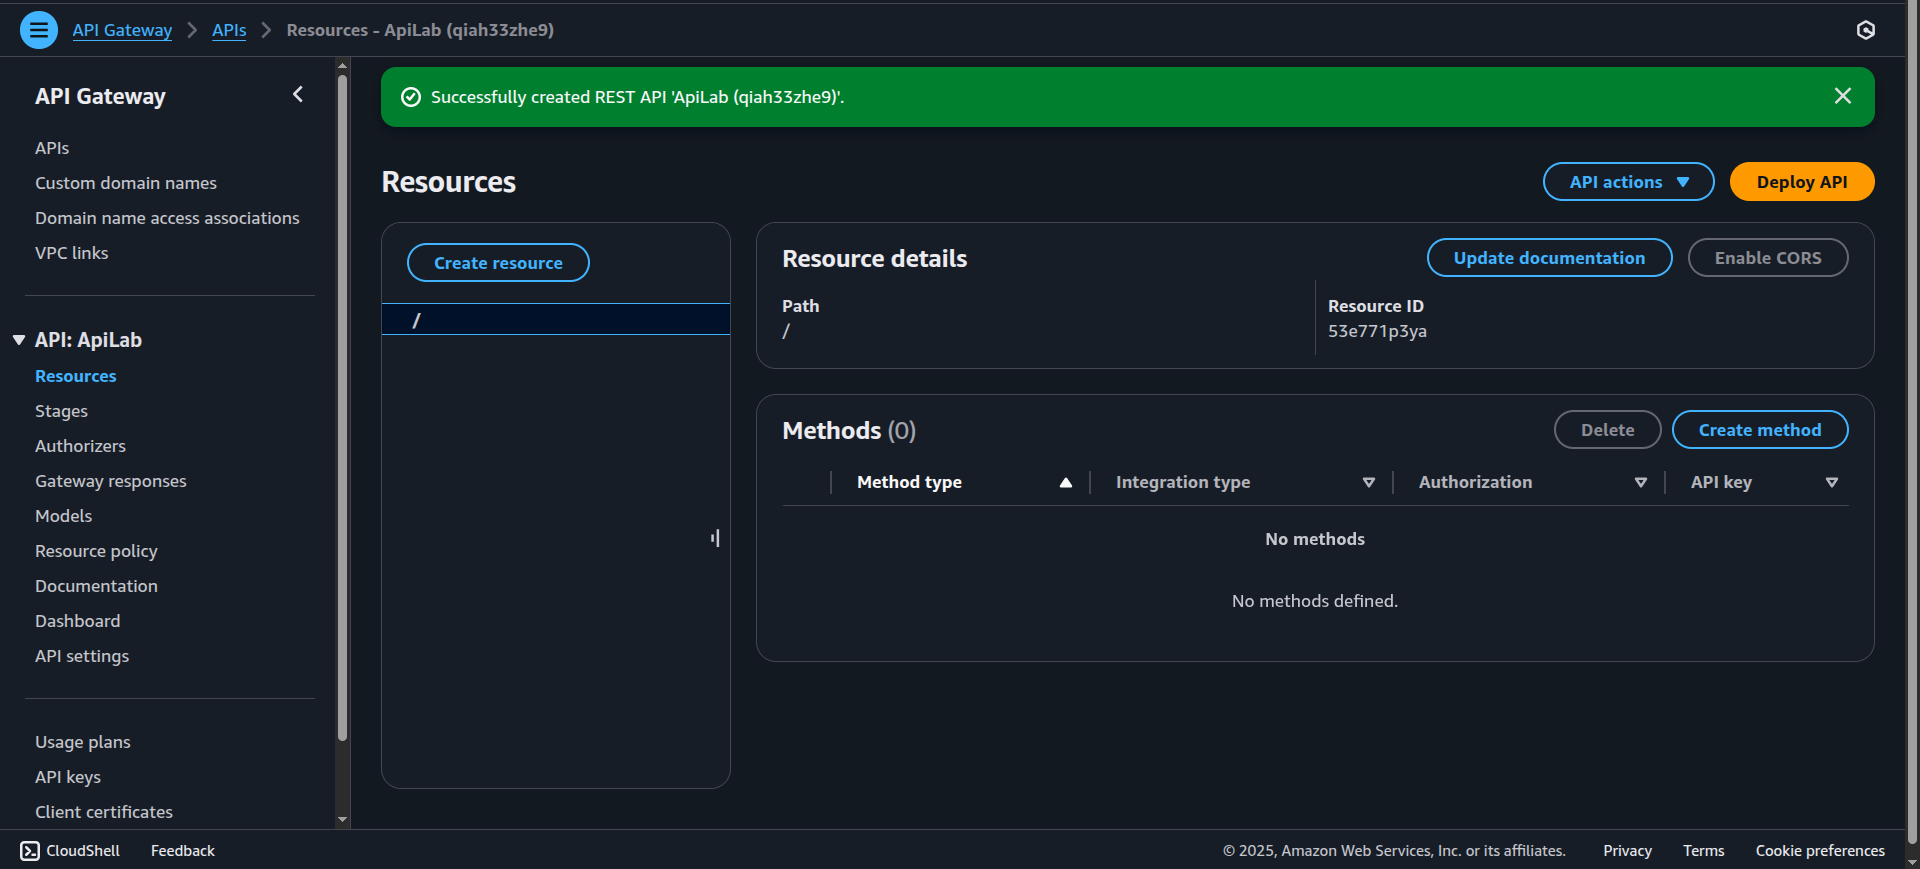 API Gateway > APIs > Resources - ApiLab (qiah33zhe9)
API Gateway
APIs
Custom domain names
Domain name access associations
VPC links
API: ApiLab
Resources
Stages
Authorizers
Gateway responses
Models
Resource policy
Documentation
Dashboard
API settings
Usage plans
API keys
Client certificates
Successfully created REST API 'ApiLab (qiah33zhe9)'.
Resources
API actions
Deploy API
Create resource
/
Resource details
Update documentation
Enable CORS
Path
/
Resource ID
53e771p3ya
Methods (0)
Delete
Create method
Method type
Integration type
Authorization
API key
No methods
No methods defined.
CloudShell
Feedback
© 2025, Amazon Web Services, Inc. or its affiliates.
Privacy
Terms
Cookie preferences